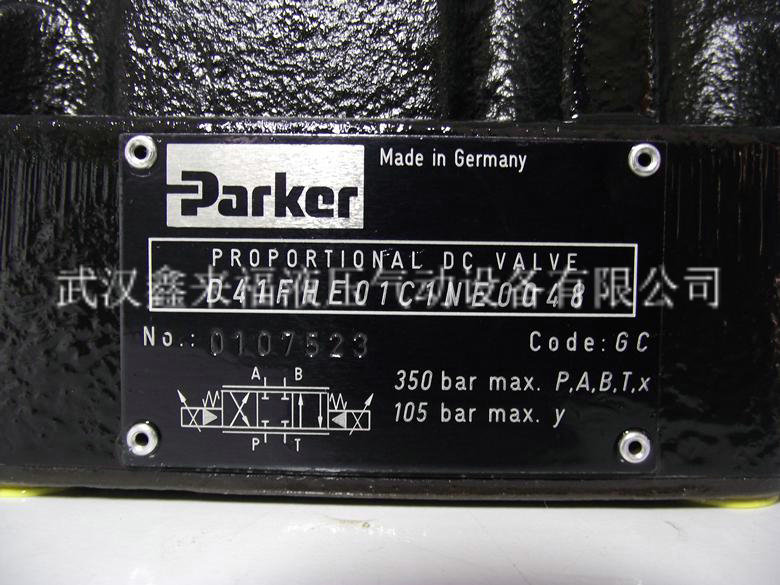 Parker
Made in Germany
PROPORTIONAL DC VALVE
武汉鑫来福液压气动设备有限公司
D41FHE01C1NE0048
No.: 0107523
Code: GC
A B
350 bar max. P,A,B,T,x
105 bar max. y
P T